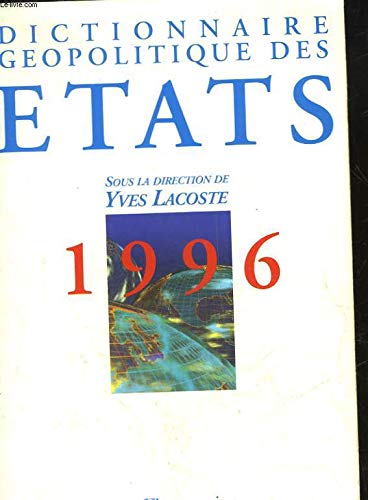 DICTIONNAIRE
GEOPOLITIQUE DES
ETATS
SOUS LA DIRECTION DE
YVES LACOSTE
1996